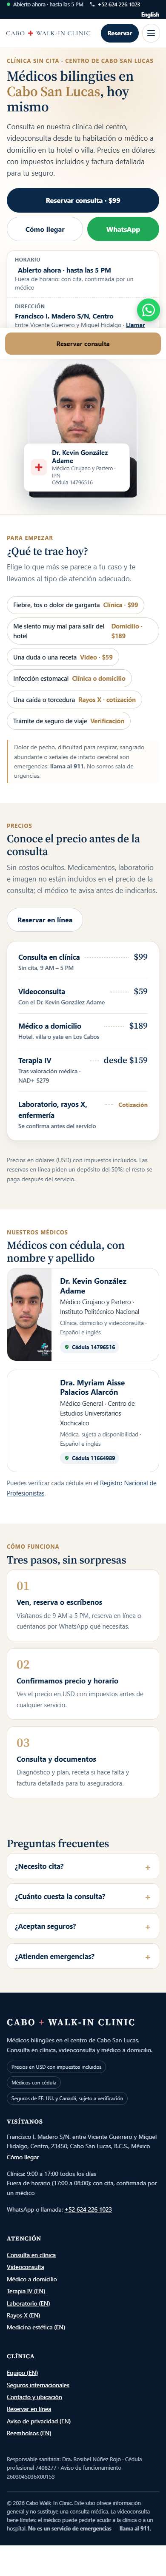 Abierto ahora · hasta las 5 PM +52 624 226 1023
English
CABO + WALK-IN CLINIC Reservar
CLÍNICA SIN CITA · CENTRO DE CABO SAN LUCAS
Médicos bilingües en
Cabo San Lucas, hoy
mismo
Consulta en nuestra clínica del centro,
videoconsulta desde tu habitación o médico a
domicilio en tu hotel o villa. Precios en dólares
con impuestos incluidos y factura detallada
para tu seguro.
Reservar consulta · $99
Cómo llegar
WhatsApp
HORARIO
Abierto ahora · hasta las 5 PM
Fuera de horario: con cita, confirmada por un
médico
DIRECCIÓN
Francisco I. Madero S/N, Centro
Entre Vicente Guerrero y Miguel Hidalgo · Llamar
Reservar consulta
Dr. Kevin González
Adame
Médico Cirujano y Partero ·
IPN
Cédula 14796516
PARA EMPEZAR
¿Qué te trae hoy?
Elige lo que más se parece a tu caso y te
llevamos al tipo de atención adecuado.
Fiebre, tos o dolor de garganta Clínica · $99
Me siento muy mal para salir del
hotel
Domicilio ·
$189
Una duda o una receta Video · $59
Infección estomacal Clínica o domicilio
Una caída o torcedura Rayos X · cotización
Trámite de seguro de viaje Verificación
Dolor de pecho, dificultad para respirar, sangrado
abundante o señales de infarto cerebral son
emergencias: llama al 911. No somos sala de
urgencias.
PRECIOS
Conoce el precio antes de la
consulta
Sin costos ocultos. Medicamentos, laboratorio
e imagen no están incluidos en el precio de la
consulta; el médico te avisa antes de indicarlos.
Reservar en línea
Consulta en clínica $99
Sin cita, 9 AM – 5 PM
Videoconsulta $59
Con el Dr. Kevin González Adame
Médico a domicilio $189
Hotel, villa o yate en Los Cabos
Terapia IV desde $159
Tras valoración médica ·
NAD+ $279
Laboratorio, rayos X,
enfermería
Cotización
Se confirma antes del servicio
Precios en dólares (USD) con impuestos incluidos. Las
reservas en línea piden un depósito del 50%; el resto se
paga después del servicio.
NUESTROS MÉDICOS
Médicos con cédula, con
nombre y apellido
Dr. Kevin González
Adame
Médico Cirujano y Partero ·
Instituto Politécnico Nacional
Clínica, domicilio y videoconsulta ·
Español e inglés
Cédula 14796516
Dra. Myriam Aisse
Palacios Alarcón
Médico General · Centro de
Estudios Universitarios
Xochicalco
Médica, sujeta a disponibilidad ·
Español e inglés
Cédula 11664989
Puedes verificar cada cédula en el Registro Nacional de
Profesionistas.
CÓMO FUNCIONA
Tres pasos, sin sorpresas
01
Ven, reserva o escríbenos
Visítanos de 9 AM a 5 PM, reserva en línea o
cuéntanos por WhatsApp qué necesitas.
02
Confirmamos precio y horario
Ves el precio en USD con impuestos antes de
cualquier servicio.
03
Consulta y documentos
Diagnóstico y plan, receta si hace falta y
factura detallada para tu aseguradora.
Preguntas frecuentes
¿Necesito cita? +
¿Cuánto cuesta la consulta? +
¿Aceptan seguros? +
¿Atienden emergencias? +
CABO + WALK-IN CLINIC
Médicos bilingües en el centro de Cabo San Lucas.
Consulta en clínica, videoconsulta y médico a domicilio.
Precios en USD con impuestos incluidos
Médicos con cédula
Seguros de EE. UU. y Canadá, sujeto a verificación
VISÍTANOS
Francisco I. Madero S/N, entre Vicente Guerrero y Miguel
Hidalgo, Centro, 23450, Cabo San Lucas, B.C.S., México
Cómo llegar
Clínica: 9:00 a 17:00 todos los días
Fuera de horario (17:00 a 08:00): con cita, confirmada por
un médico
WhatsApp o llamada: +52 624 226 1023
ATENCIÓN
Consulta en clínica
Videoconsulta
Médico a domicilio
Terapia IV (EN)
Laboratorio (EN)
Rayos X (EN)
Medicina estética (EN)
CLÍNICA
Equipo (EN)
Seguros internacionales
Contacto y ubicación
Reservar en línea
Aviso de privacidad (EN)
Reembolsos (EN)
Responsable sanitaria: Dra. Rosibel Núñez Rojo · Cédula
profesional 7408277 · Aviso de funcionamiento
2603045036X00153
© 2026 Cabo Walk-In Clinic. Este sitio ofrece información
general y no sustituye una consulta médica. La videoconsulta
tiene límites; el médico puede pedirte acudir a la clínica o a un
hospital. No es un servicio de emergencias — llama al 911.